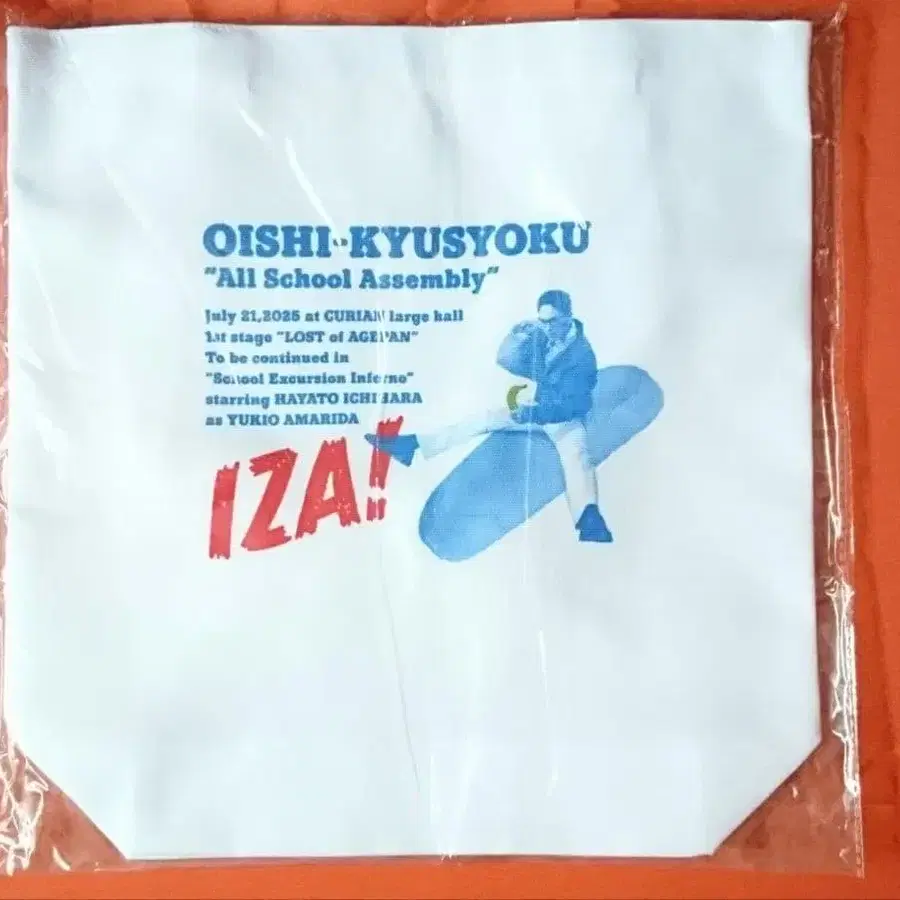 OISHI-KYUSYOKU
"All School Assembly"
July 21,2025 at CURIAN large hall
1st stage "LOST of AGEPAN"
To be continued in
"School Excursion Inferno"
starring HAYATO ICHIHARA
as YUKIO AMARIDA
IZA!